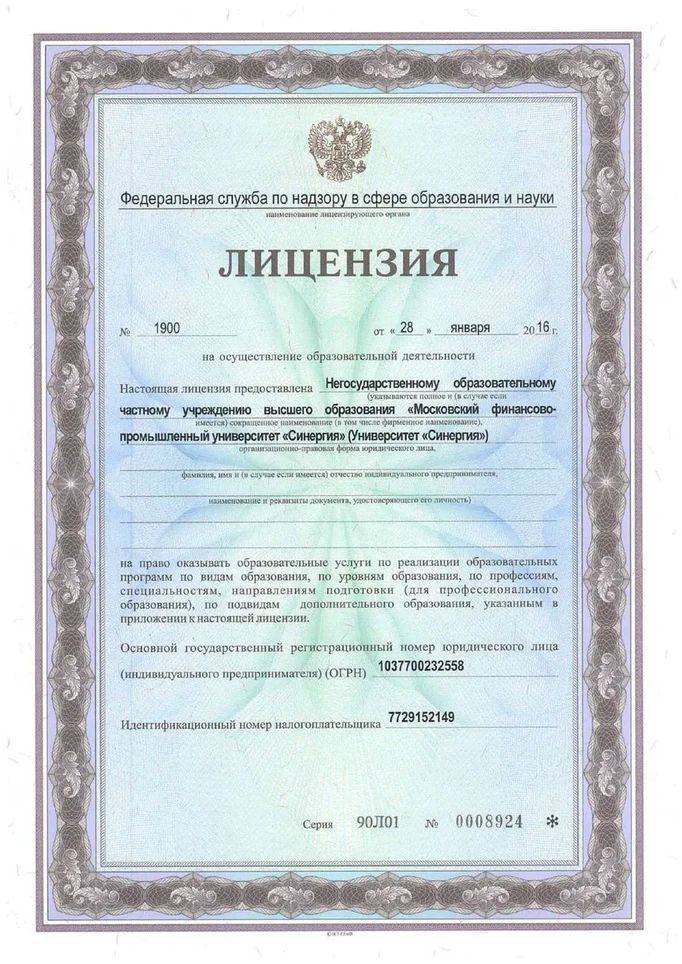 Федеральная служба по надзору в сфере образования и науки
наименование лицензирующего органа
ЛИЦЕНЗИЯ
№ 1900 от « 28 » января 2016 г.
на осуществление образовательной деятельности
Настоящая лицензия предоставлена Негосударственному образовательному
(указываются полное и (в случае если
частному учреждению высшего образования «Московский финансово-
имеется) сокращенное наименование (в том числе фирменное наименование),
промышленный университет «Синергия» (Университет «Синергия»)
организационно-правовая форма юридического лица,
фамилия, имя и (в случае если имеется) отчество индивидуального предпринимателя,
наименование и реквизиты документа, удостоверяющего его личность)
на право оказывать образовательные услуги по реализации образовательных
программ по видам образования, по уровням образования, по профессиям,
специальностям, направлениям подготовки (для профессионального
образования), по подвидам дополнительного образования, указанным в
приложении к настоящей лицензии.
Основной государственный регистрационный номер юридического лица
(индивидуального предпринимателя) (ОГРН) 1037700232558
Идентификационный номер налогоплательщика 7729152149
Серия 90Л01 № 0008924 *